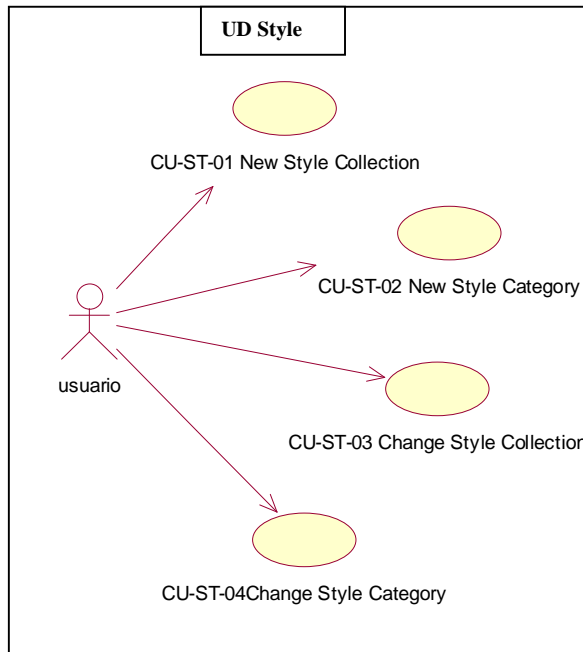 UD Style
CU-ST-01 New Style Collection
CU-ST-02 New Style Category
usuario
CU-ST-03 Change Style Collection
CU-ST-04Change Style Category